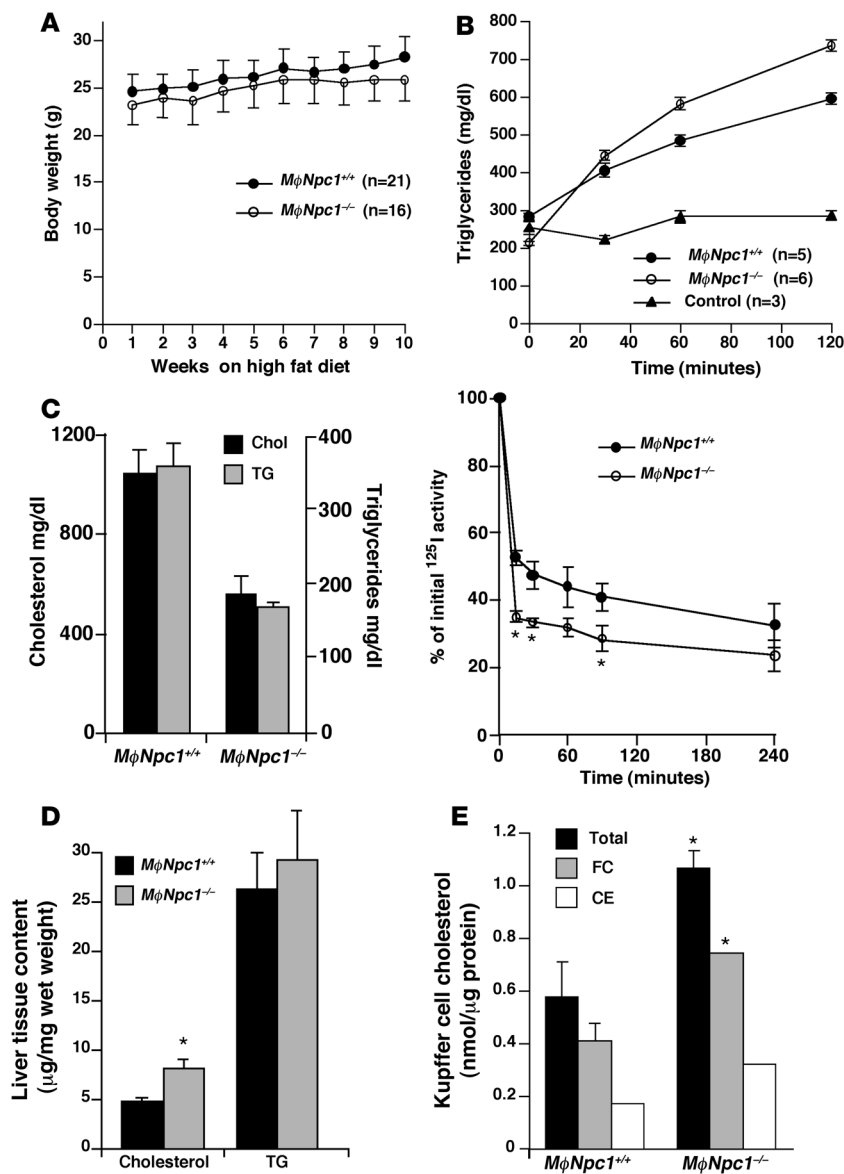 A
Body weight (g)
35
30
25
20
15
10
5
0
MϕNpc1+/+ (n=21)
MϕNpc1−/− (n=16)
0 1 2 3 4 5 6 7 8 9 10
Weeks on high fat diet
B
Triglycerides (mg/dl)
800
700
600
500
400
300
200
100
0
MϕNpc1+/+ (n=5)
MϕNpc1−/− (n=6)
Control (n=3)
0 20 40 60 80 100 120
Time (minutes)
C
Cholesterol mg/dl
1200
800
400
0
Chol
TG
400
300
200
100
0
Triglycerides mg/dl
MϕNpc1+/+ MϕNpc1−/−
% of initial 125I activity
100
80
60
40
20
0
MϕNpc1+/+
MϕNpc1−/−
* * *
0 60 120 180 240
Time (minutes)
D
Liver tissue content
(μg/mg wet weight)
30
25
20
15
10
5
0
MϕNpc1+/+
MϕNpc1−/−
*
Cholesterol TG
E
Kupffer cell cholesterol
(nmol/μg protein)
1.2
1.0
0.8
0.6
0.4
0.2
0
Total
FC
CE
*
*
MϕNpc1+/+ MϕNpc1−/−